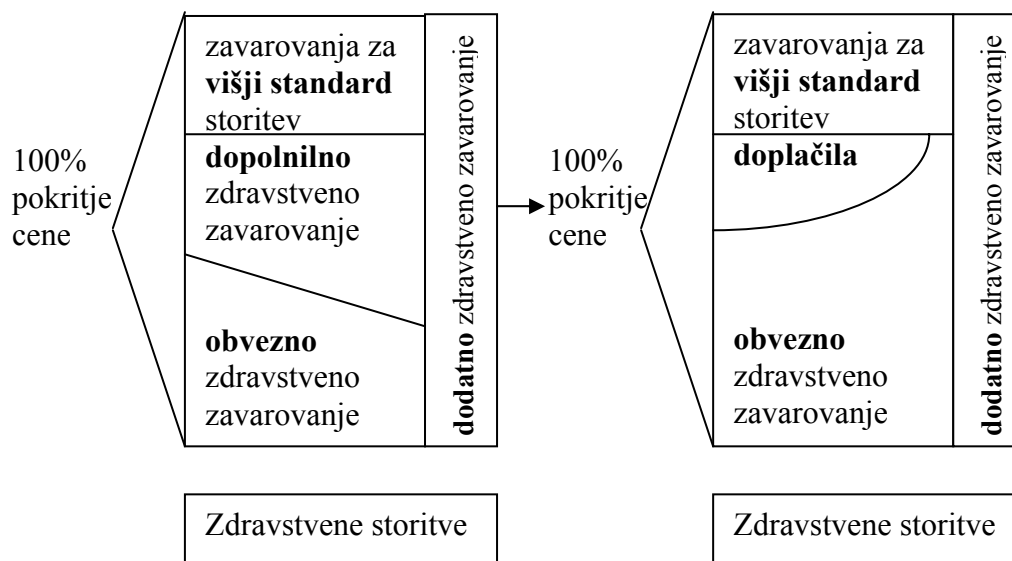 100%
pokritje
cene
zavarovanja za
višji standard
storitev
dopolnilno
zdravstveno
zavarovanje
obvezno
zdravstveno
zavarovanje
dodatno zdravstveno zavarovanje
Zdravstvene storitve
100%
pokritje
cene
zavarovanja za
višji standard
storitev
doplačila
obvezno
zdravstveno
zavarovanje
dodatno zdravstveno zavarovanje
Zdravstvene storitve